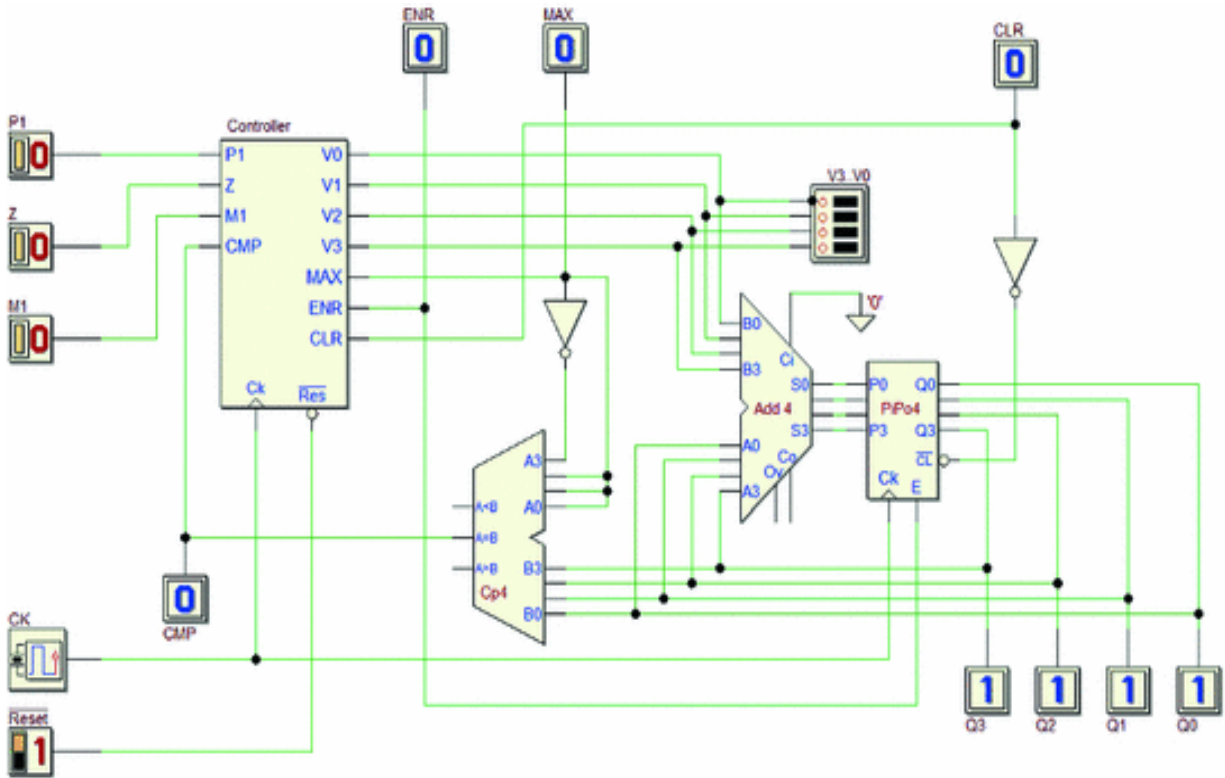 ENR
0
MAX
0
CLR
0
P1
0
Z
0
M1
0
Controller
P1
Z
M1
CMP
V0
V1
V2
V3
MAX
ENR
CLR
Ck
Res
V3..V0
'0'
B0
B3
Ci
Add 4
S0
S3
A0
A3
Co
Ov
P0
P3
PiPo4
Q0
Q3
CL
Ck
E
A3
A0
A<B
A=B
A>B
B3
B0
Cp4
0
CMP
CK
Reset
1
1
1
1
1
Q3
Q2
Q1
Q0